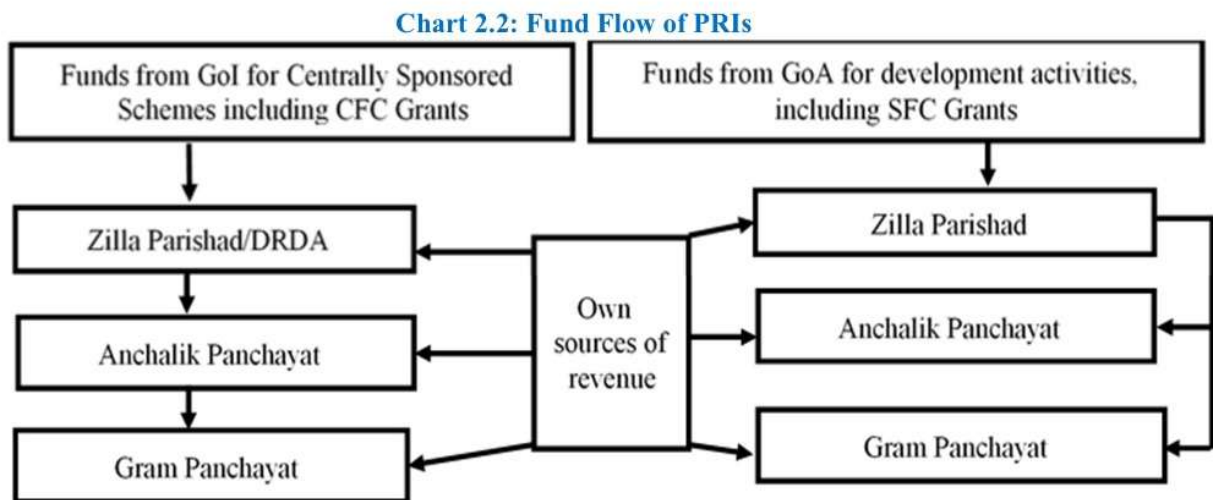 Chart 2.2: Fund Flow of PRIs
Funds from GoI for Centrally Sponsored
Schemes including CFC Grants
Funds from GoA for development activities,
including SFC Grants
Zilla Parishad/DRDA
Anchalik Panchayat
Gram Panchayat
Own
sources of
revenue
Zilla Parishad
Anchalik Panchayat
Gram Panchayat